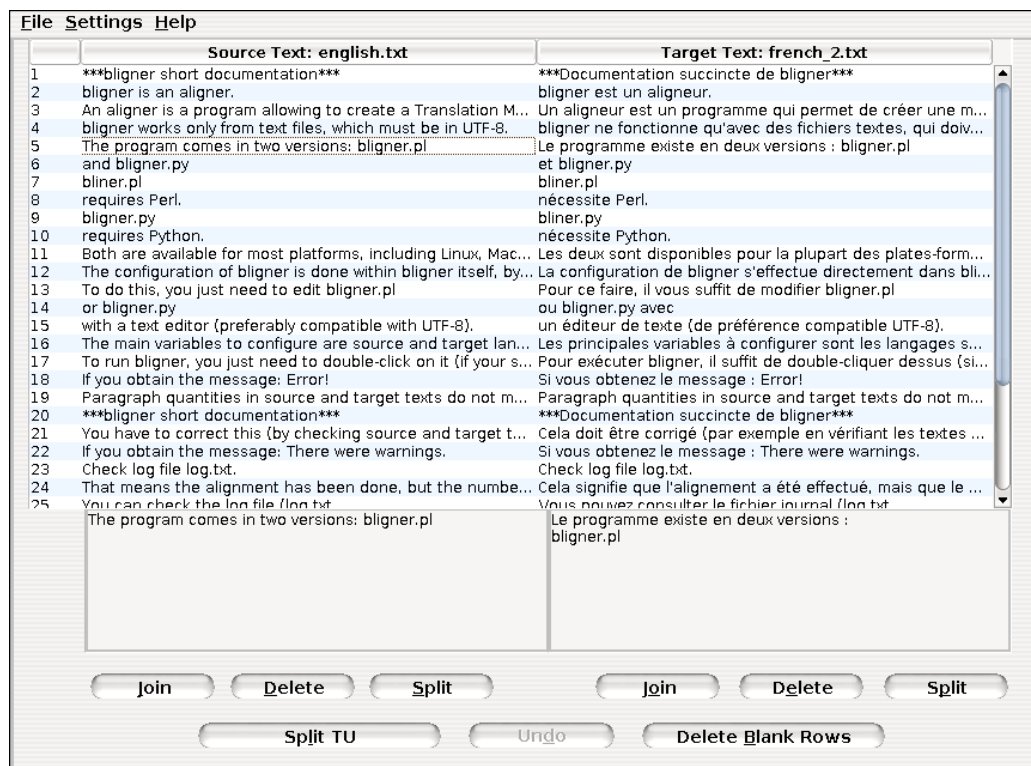 File Settings Help
Source Text: english.txt Target Text: french_2.txt
1 ***bligner short documentation*** ***Documentation succincte de bligner***
2 bligner is an aligner. bligner est un aligneur.
3 An aligner is a program allowing to create a Translation M... Un aligneur est un programme qui permet de créer une m...
4 bligner works only from text files, which must be in UTF-8. bligner ne fonctionne qu'avec des fichiers textes, qui doiv...
5 The program comes in two versions: bligner.pl Le programme existe en deux versions : bligner.pl
6 and bligner.py et bligner.py
7 bliner.pl bliner.pl
8 requires Perl. nécessite Perl.
9 bligner.py bliner.py
10 requires Python. nécessite Python.
11 Both are available for most platforms, including Linux, Mac... Les deux sont disponibles pour la plupart des plates-form...
12 The configuration of bligner is done within bligner itself, by... La configuration de bligner s'effectue directement dans bli...
13 To do this, you just need to edit bligner.pl Pour ce faire, il vous suffit de modifier bligner.pl
14 or bligner.py ou bligner.py avec
15 with a text editor (preferably compatible with UTF-8). un éditeur de texte (de préférence compatible UTF-8).
16 The main variables to configure are source and target lan... Les principales variables à configurer sont les langages s...
17 To run bligner, you just need to double-click on it (if your s... Pour exécuter bligner, il suffit de double-cliquer dessus (si...
18 If you obtain the message: Error! Si vous obtenez le message : Error!
19 Paragraph quantities in source and target texts do not m... Paragraph quantities in source and target texts do not m...
20 ***bligner short documentation*** ***Documentation succincte de bligner***
21 You have to correct this (by checking source and target t... Cela doit être corrigé (par exemple en vérifiant les textes ...
22 If you obtain the message: There were warnings. Si vous obtenez le message : There were warnings.
23 Check log file log.txt. Check log file log.txt.
24 That means the alignment has been done, but the numbe... Cela signifie que l'alignement a été effectué, mais que le ...
25 You can check the log file (log.txt Vous pouvez consulter le fichier journal (log.txt
The program comes in two versions: bligner.pl Le programme existe en deux versions :
bligner.pl
Join Delete Split Join Delete Split
Split TU Undo Delete Blank Rows